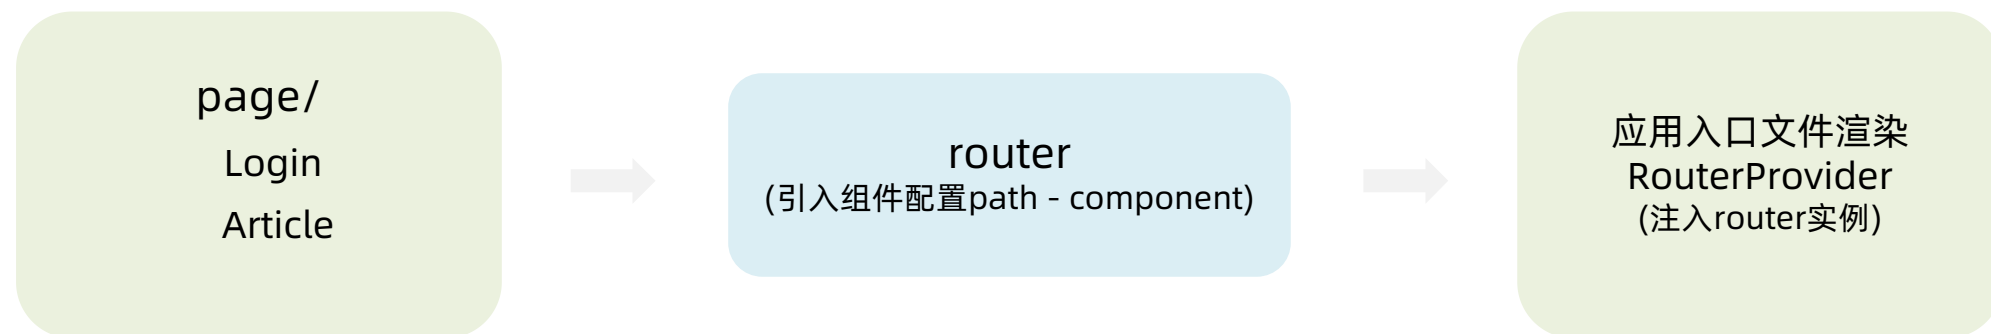 page/
Login
Article
router
(引入组件配置path - component)
应用入口文件渲染
RouterProvider
(注入router实例)